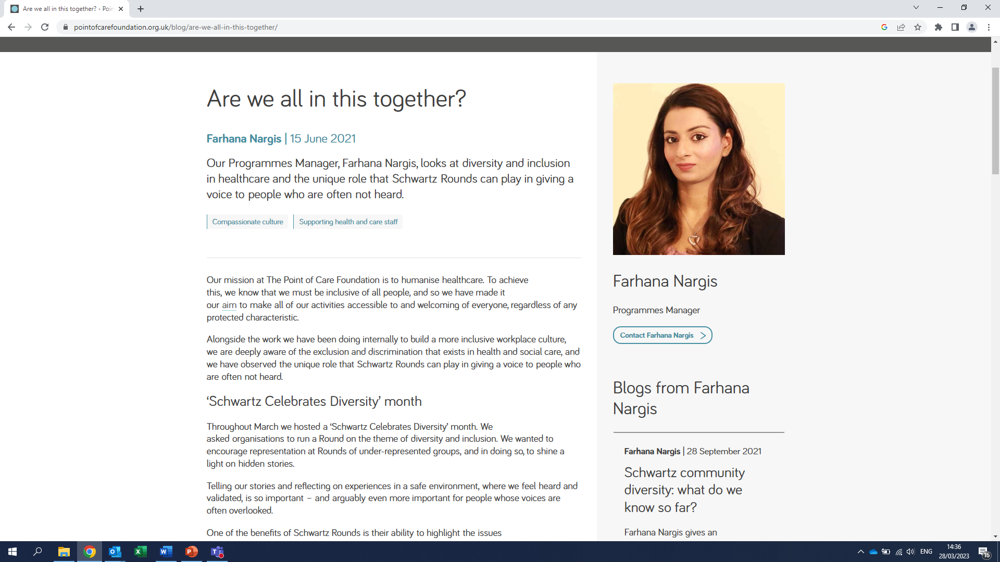 Are we all in this together? - Poin
pointofcarefoundation.org.uk/blog/are-we-all-in-this-together/
Are we all in this together?
Farhana Nargis | 15 June 2021
Our Programmes Manager, Farhana Nargis, looks at diversity and inclusion
in healthcare and the unique role that Schwartz Rounds can play in giving a
voice to people who are often not heard.
Compassionate culture
Supporting health and care staff
Our mission at The Point of Care Foundation is to humanise healthcare. To achieve
this, we know that we must be inclusive of all people, and so we have made it
our aim to make all of our activities accessible to and welcoming of everyone, regardless of any
protected characteristic.
Alongside the work we have been doing internally to build a more inclusive workplace culture,
we are deeply aware of the exclusion and discrimination that exists in health and social care, and
we have observed the unique role that Schwartz Rounds can play in giving a voice to people who
are often not heard.
‘Schwartz Celebrates Diversity’ month
Throughout March we hosted a ‘Schwartz Celebrates Diversity’ month. We
asked organisations to run a Round on the theme of diversity and inclusion. We wanted to
encourage representation at Rounds of under-represented groups, and in doing so, to shine a
light on hidden stories.
Telling our stories and reflecting on experiences in a safe environment, where we feel heard and
validated, is so important – and arguably even more important for people whose voices are
often overlooked.
One of the benefits of Schwartz Rounds is their ability to highlight the issues
Farhana Nargis
Programmes Manager
Contact Farhana Nargis
Blogs from Farhana
Nargis
Farhana Nargis | 28 September 2021
Schwartz community
diversity: what do we
know so far?
Farhana Nargis gives an
ENG
14:36
28/03/2023
16